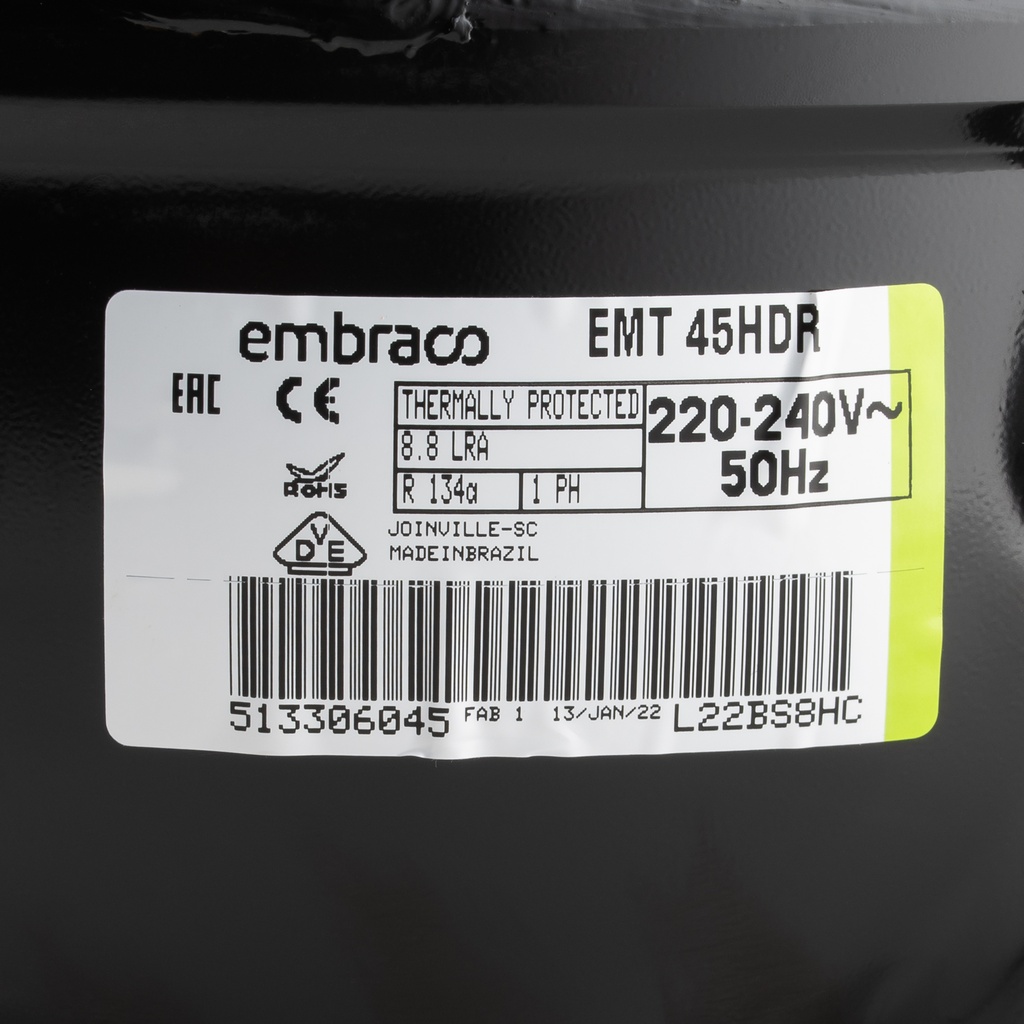 embraco EMT 45HDR
EAC CE
THERMALLY PROTECTED
8.8 LRA
R 134a 1 PH
220-240V~
50Hz
ROHS
DVE
JOINVILLE-SC
MADEINBRAZIL
513306045 FAB 1 13/JAN/22 L22BS8HC